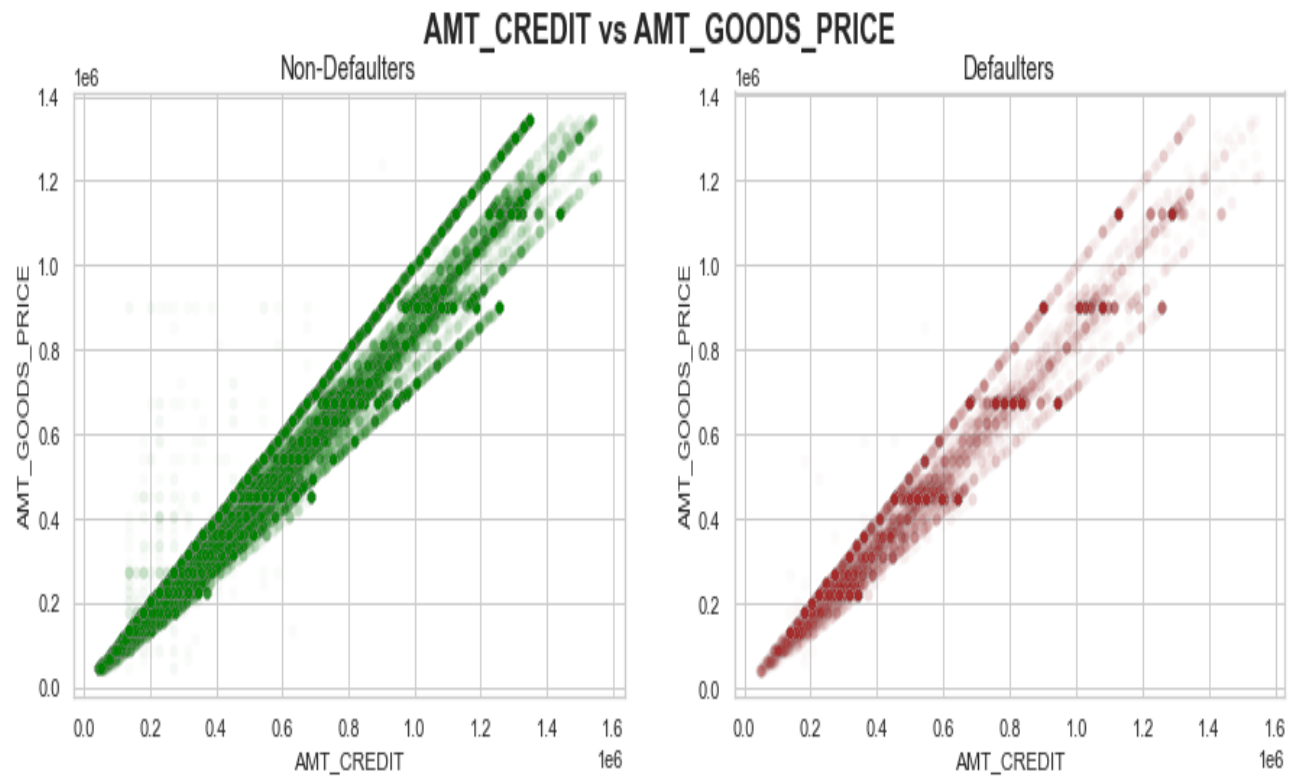 AMT_CREDIT vs AMT_GOODS_PRICE
Non-Defaulters
1e6
1.4
1.2
1.0
0.8
0.6
0.4
0.2
0.0
AMT_GOODS_PRICE
0.0 0.2 0.4 0.6 0.8 1.0 1.2 1.4 1.6
1e6
AMT_CREDIT
Defaulters
1e6
1.4
1.2
1.0
0.8
0.6
0.4
0.2
0.0
AMT_GOODS_PRICE
0.0 0.2 0.4 0.6 0.8 1.0 1.2 1.4 1.6
1e6
AMT_CREDIT